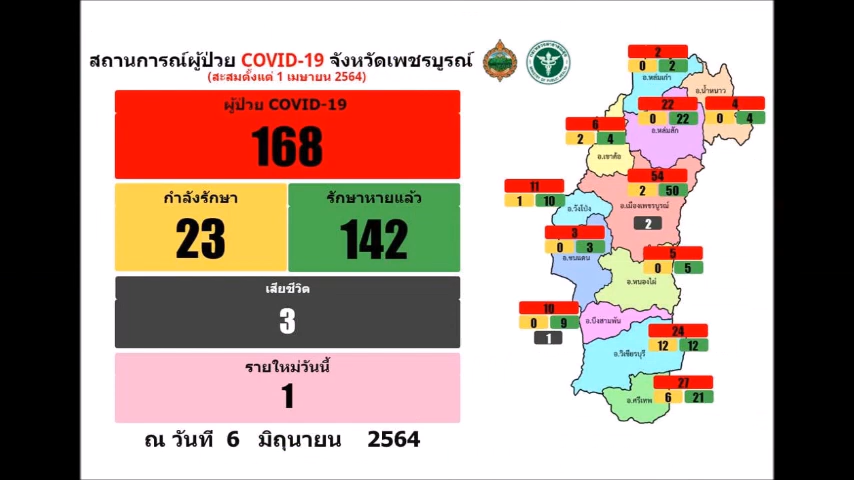 สถานการณ์ผู้ป่วย COVID-19 จังหวัดเพชรบูรณ์
(สะสมตั้งแต่ 1 เมษายน 2564)
ผู้ป่วย COVID-19
168
กำลังรักษา
23
รักษาหายแล้ว
142
เสียชีวิต
3
รายใหม่วันนี้
1
ณ วันที่ 6 มิถุนายน 2564
2
0 2
อ.หล่มเก่า
4
0 4
อ.น้ำหนาว
22
0 22
อ.หล่มสัก
6
2 4
อ.เขาค้อ
54
2 50
อ.เมืองเพชรบูรณ์
2
11
1 10
อ.วังโป่ง
3
0 3
อ.ชนแดน
5
0 5
อ.หนองไผ่
10
0 9
1
อ.บึงสามพัน
24
12 12
อ.วิเชียรบุรี
27
6 21
อ.ศรีเทพ